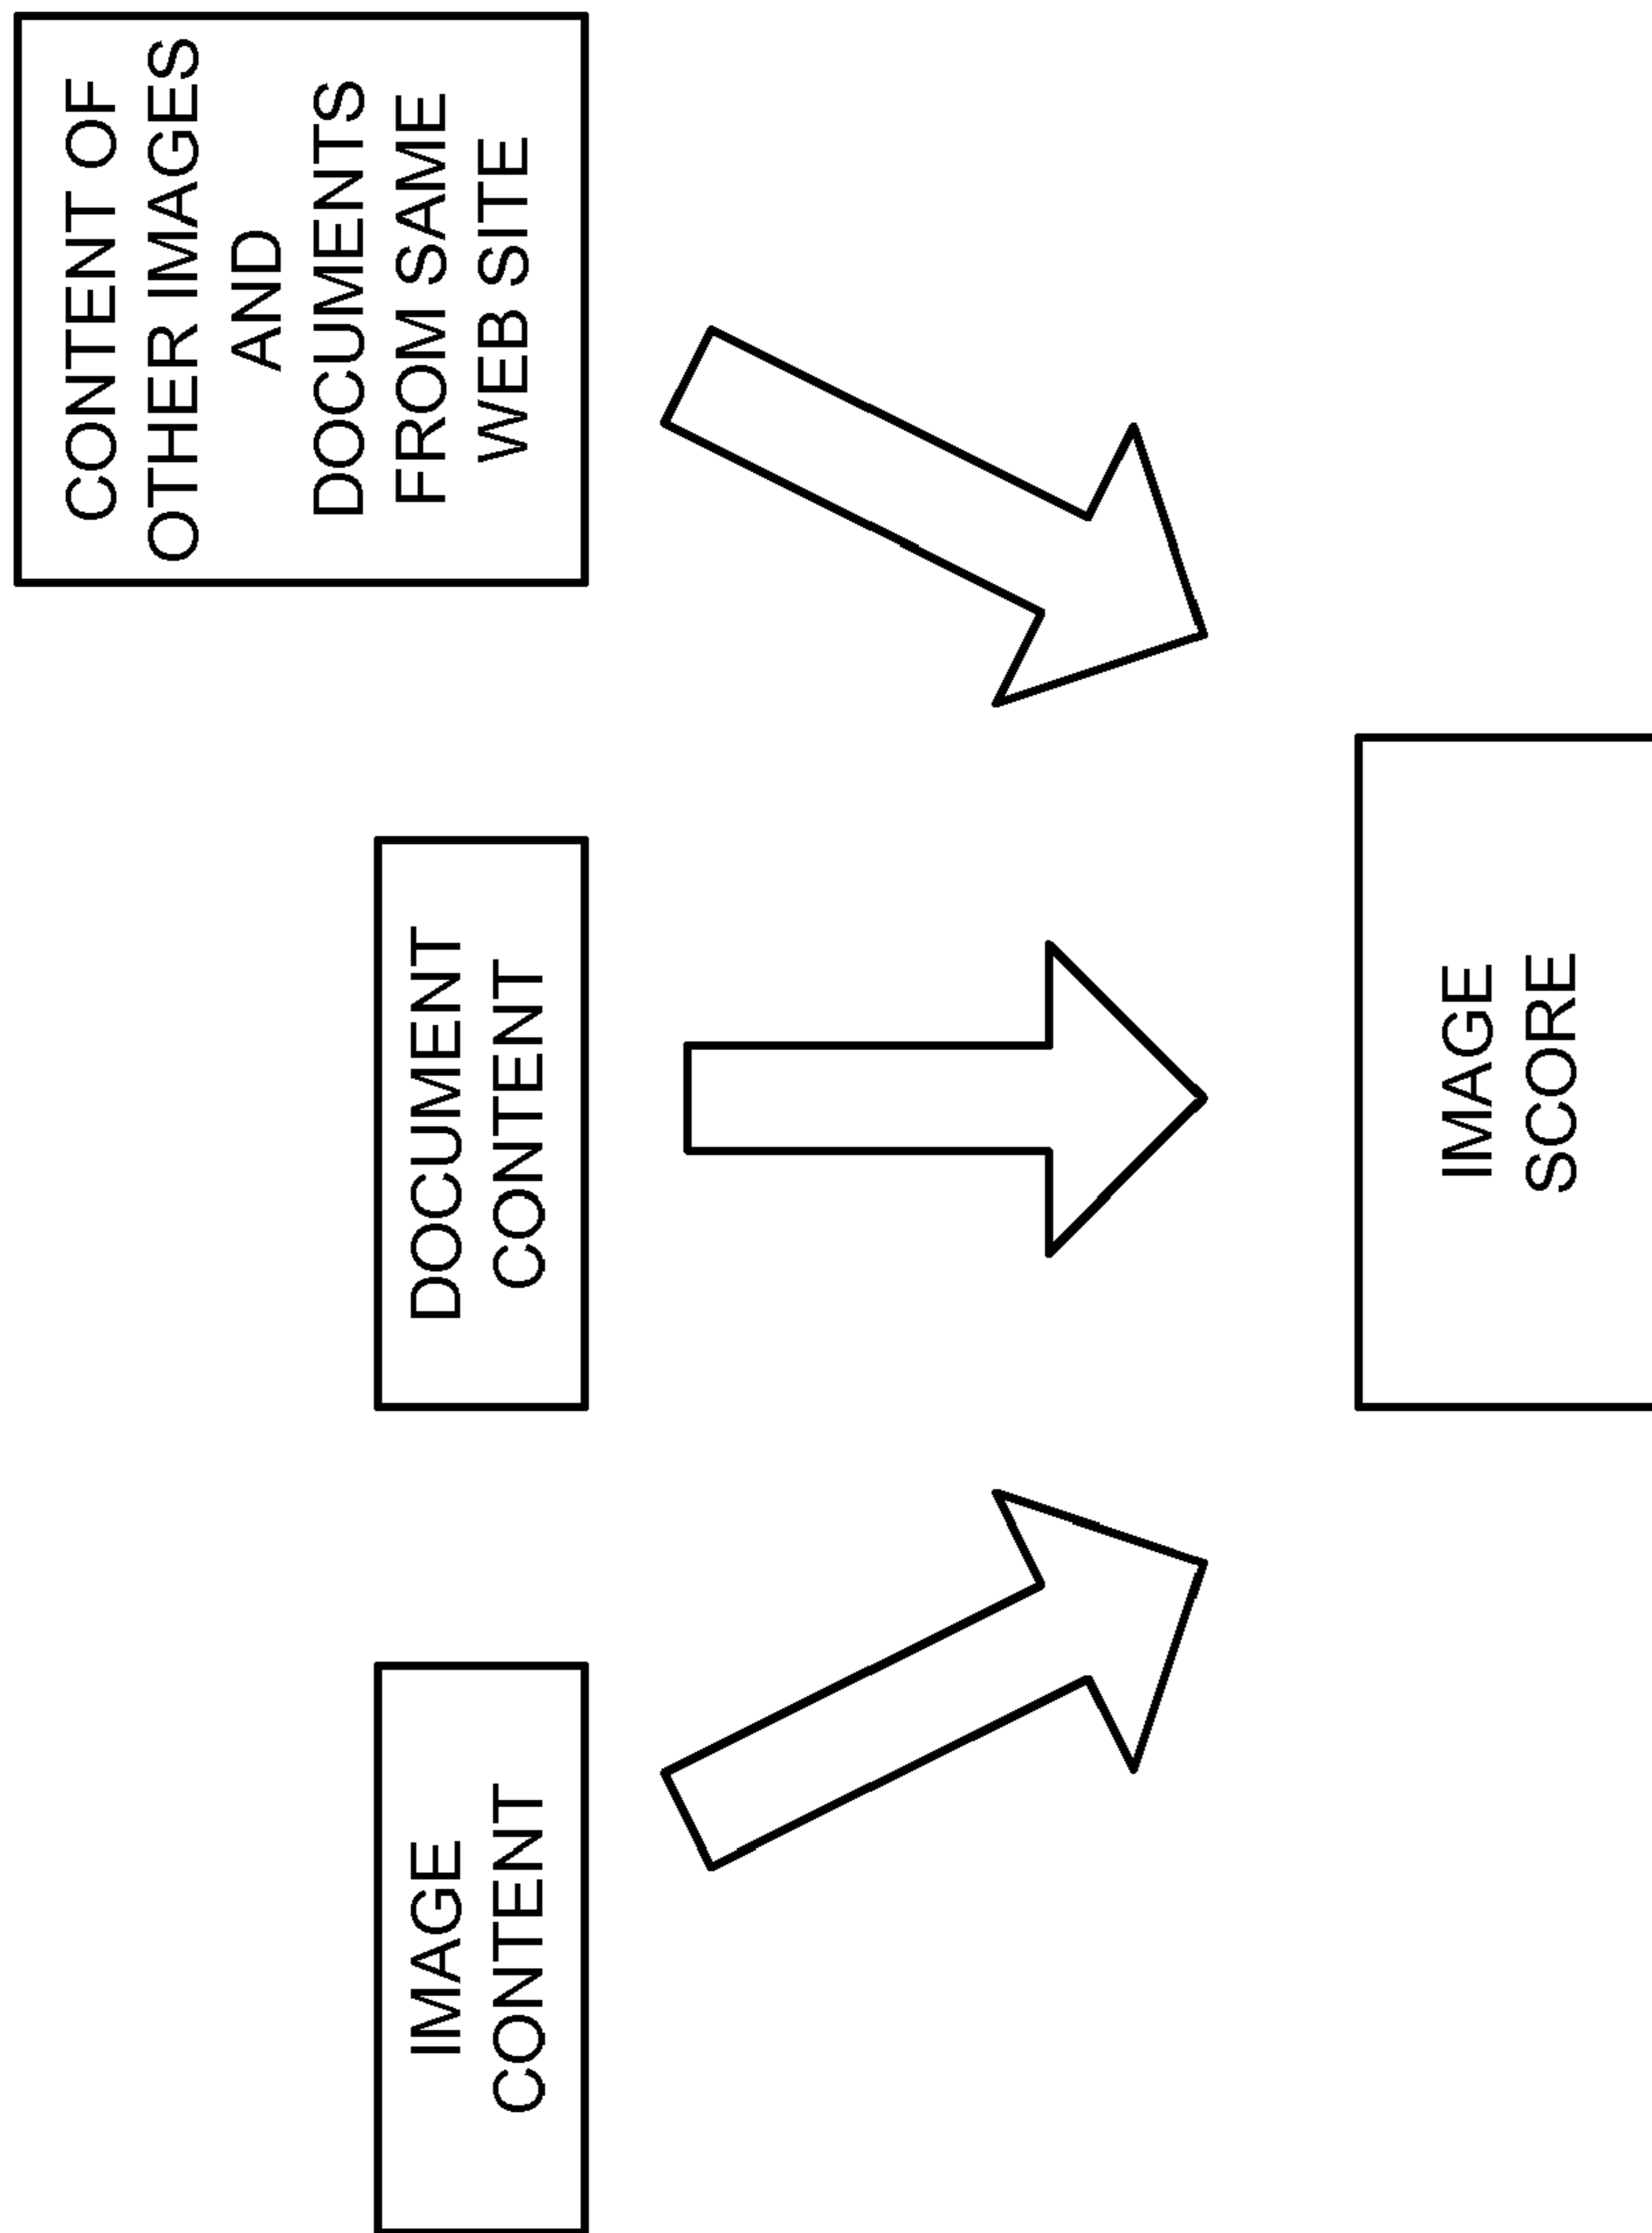 IMAGE
CONTENT
DOCUMENT
CONTENT
CONTENT OF
OTHER IMAGES
AND
DOCUMENTS
FROM SAME
WEB SITE
IMAGE
SCORE